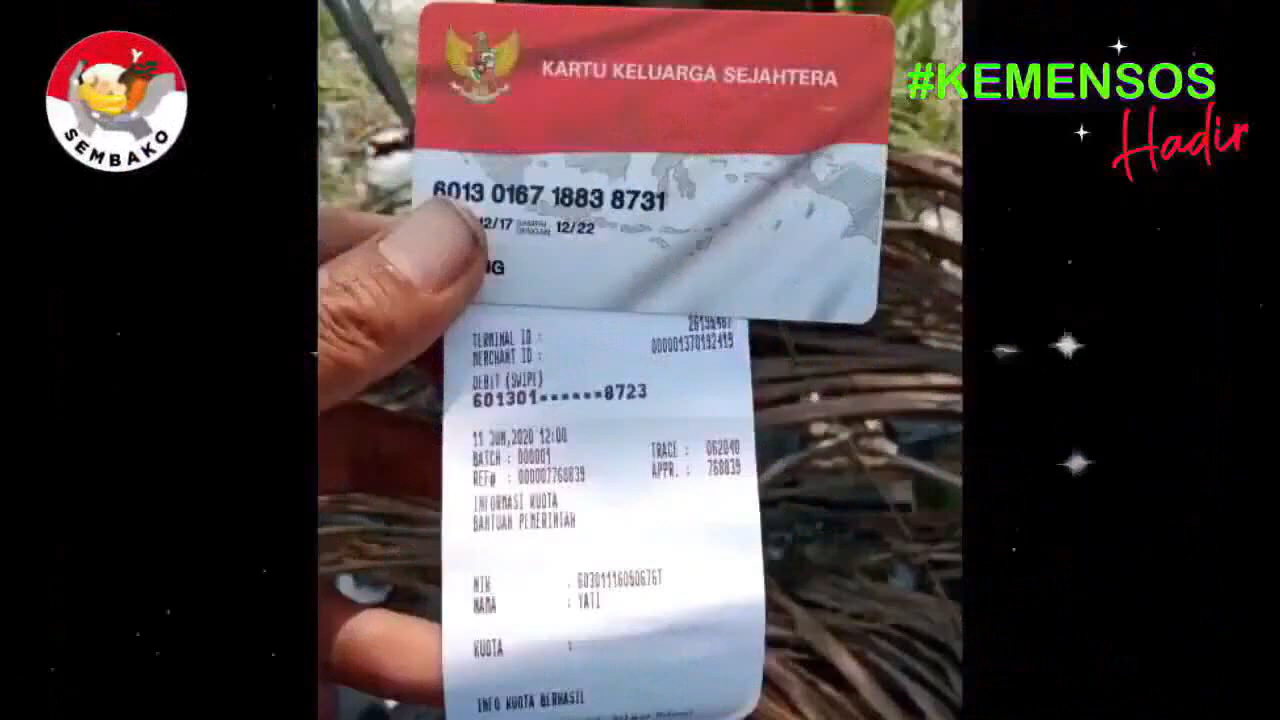 SEMBAKO
#KEMENSOS
Hadir
KARTU KELUARGA SEJAHTERA
6013 0167 1883 8731
12/17 SAMPAI DENGAN 12/22
TERMINAL ID :
MERCHANT ID : 000001370192419
DEBIT (SWIPE)
601301******8723
11 JUN,2020 12:00
BATCH : 000001 TRACE : 062040
REF# : 000007768839 APPR. : 768839
INFORMASI KUOTA
BANTUAN PEMERINTAH
NIK :
NAMA : YATI
KUOTA :
INFO KUOTA BERHASIL